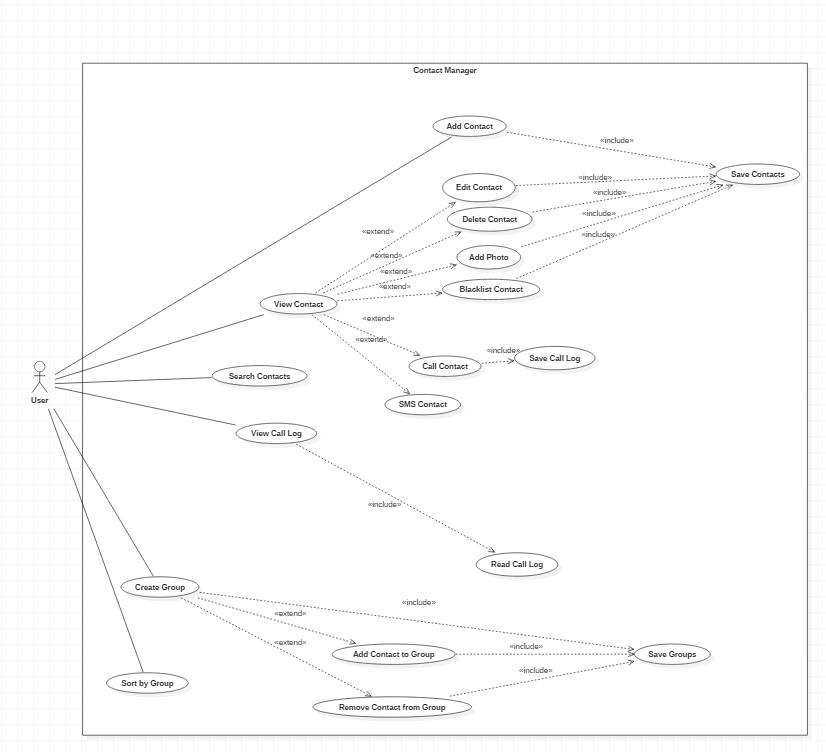 Contact Manager
Add Contact
«include»
Save Contacts
Edit Contact
«include»
«include»
Delete Contact
«include»
«extend»
«include»
«extend»
Add Photo
«extend»
«extend»
Blacklist Contact
View Contact
«extend»
«extend»
«include»
Save Call Log
Call Contact
Search Contacts
User
SMS Contact
View Call Log
«include»
Read Call Log
Create Group
«include»
«extend»
«extend»
«include»
Add Contact to Group
Save Groups
«include»
Sort by Group
Remove Contact from Group